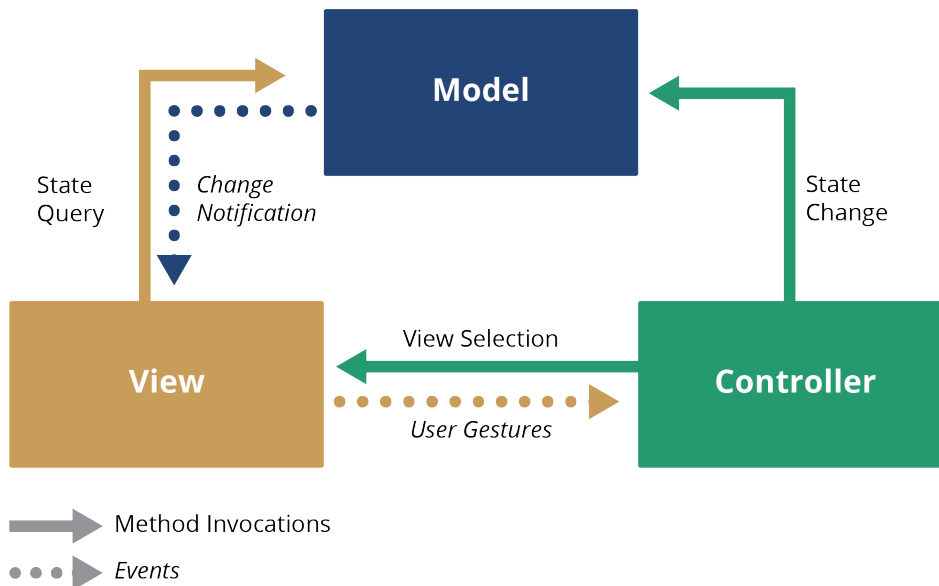 Model
State
Query
Change
Notification
State
Change
View Selection
View
Controller
User Gestures
Method Invocations
Events